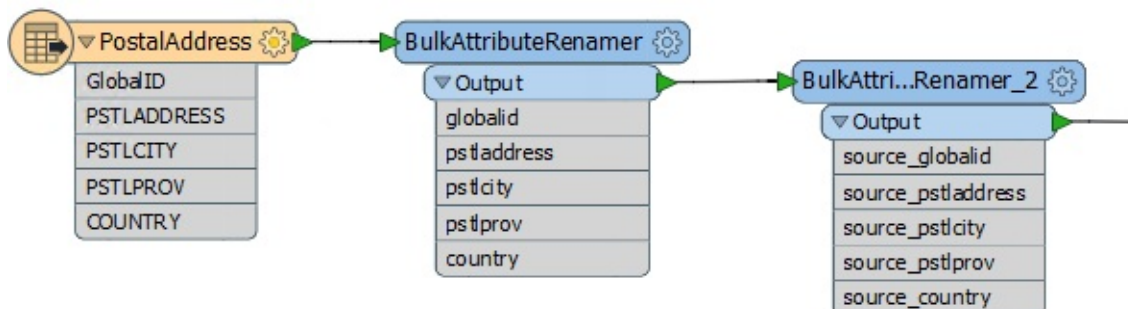 PostalAddress
GlobalID
PSTLADDRESS
PSTLCITY
PSTLPROV
COUNTRY
BulkAttributeRenamer
Output
globalid
pstladdress
pstlcity
pstlprov
country
BulkAttri...Renamer_2
Output
source_globalid
source_pstladdress
source_pstlcity
source_pstlprov
source_country